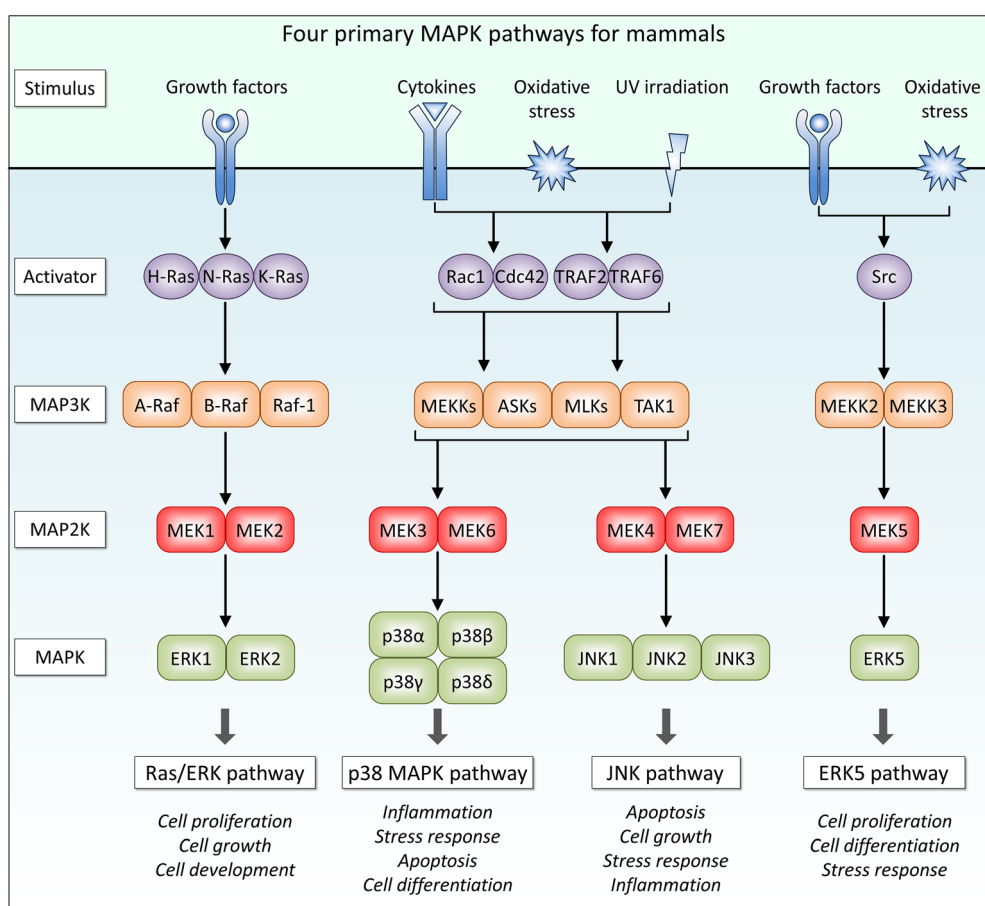 Four primary MAPK pathways for mammals
Stimulus
Growth factors
Cytokines
Oxidative
stress
UV irradiation
Growth factors
Oxidative
stress
Activator
H-Ras N-Ras K-Ras
Rac1 Cdc42 TRAF2 TRAF6
Src
MAP3K
A-Raf B-Raf Raf-1
MEKKs ASKs MLKs TAK1
MEKK2 MEKK3
MAP2K
MEK1 MEK2
MEK3 MEK6
MEK4 MEK7
MEK5
MAPK
ERK1 ERK2
p38α p38β
p38γ p38δ
JNK1 JNK2 JNK3
ERK5
Ras/ERK pathway
Cell proliferation
Cell growth
Cell development
p38 MAPK pathway
Inflammation
Stress response
Apoptosis
Cell differentiation
JNK pathway
Apoptosis
Cell growth
Stress response
Inflammation
ERK5 pathway
Cell proliferation
Cell differentiation
Stress response